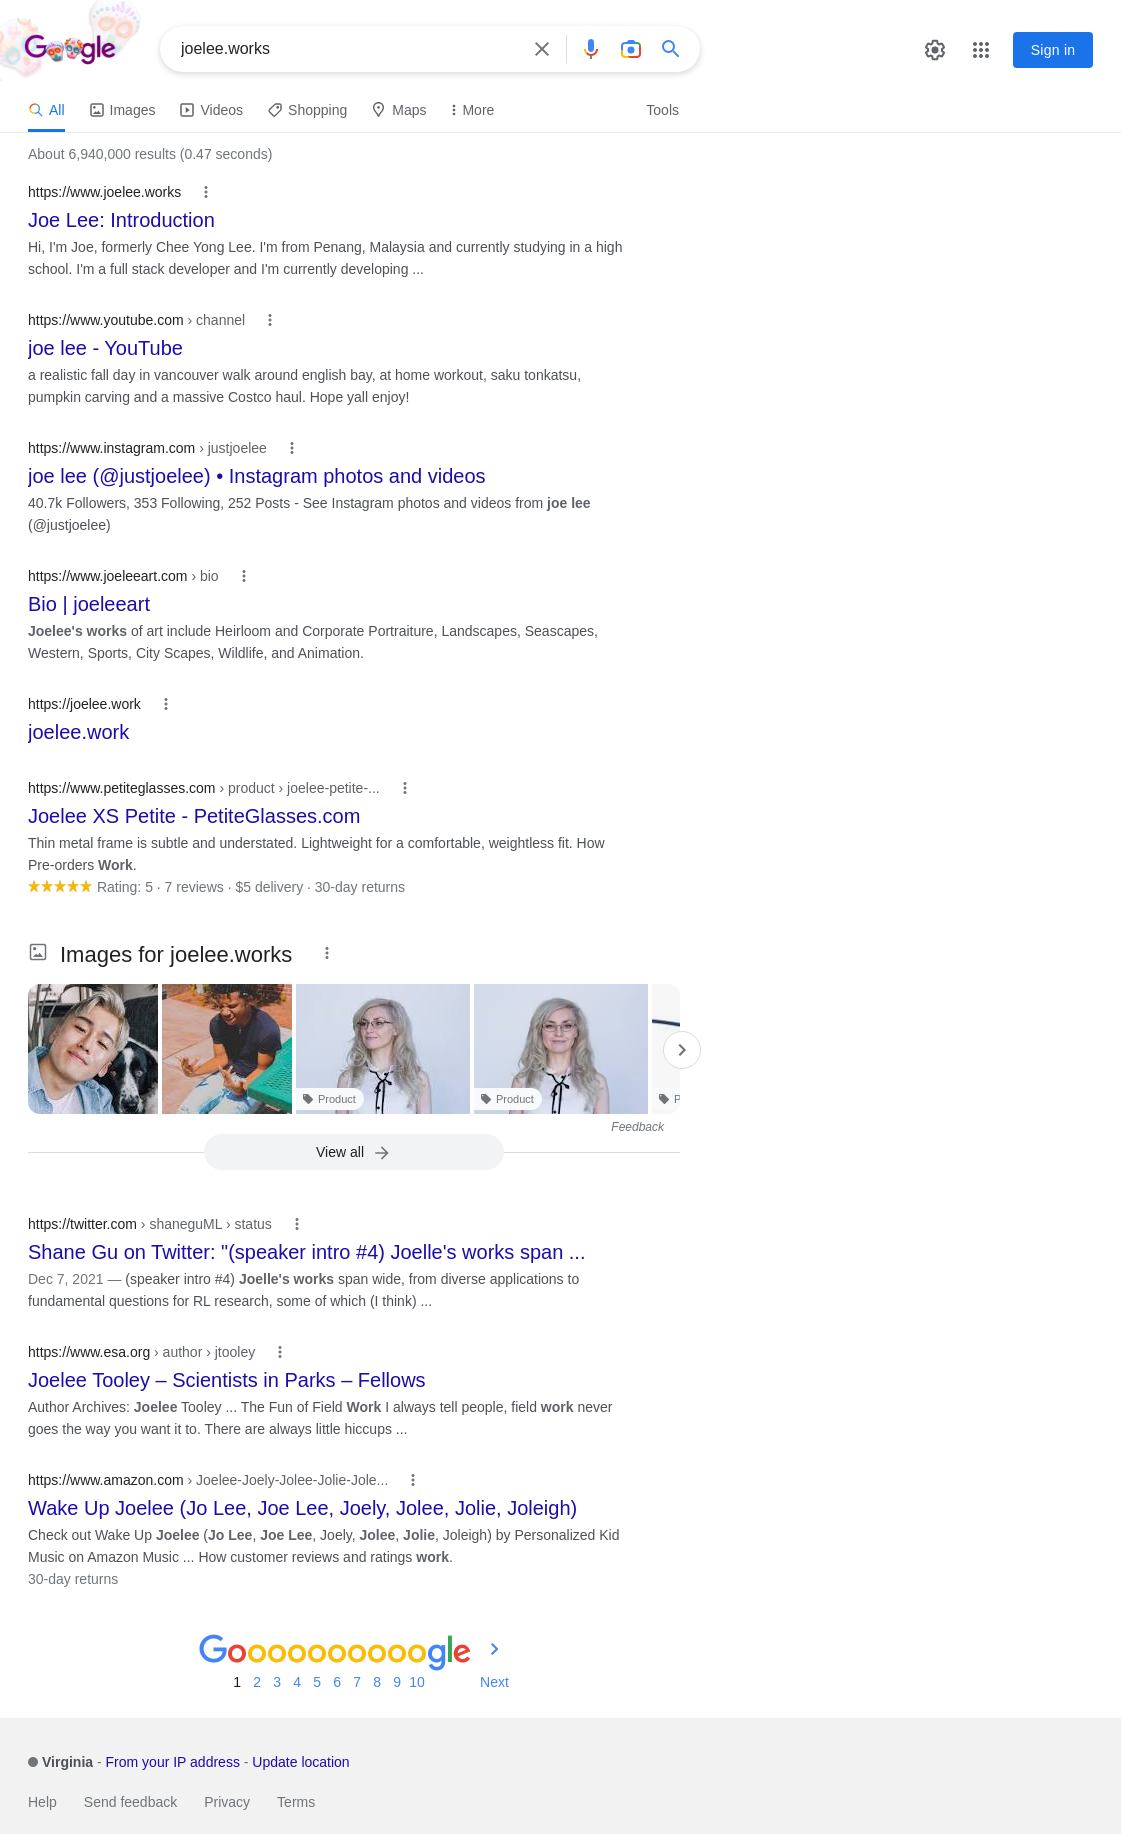 Google
joelee.works
Sign in
All Images Videos Shopping Maps More Tools
About 6,940,000 results (0.47 seconds)
https://www.joelee.works
Joe Lee: Introduction
Hi, I'm Joe, formerly Chee Yong Lee. I'm from Penang, Malaysia and currently studying in a high
school. I'm a full stack developer and I'm currently developing ...
https://www.youtube.com › channel
joe lee - YouTube
a realistic fall day in vancouver walk around english bay, at home workout, saku tonkatsu,
pumpkin carving and a massive Costco haul. Hope yall enjoy!
https://www.instagram.com › justjoelee
joe lee (@justjoelee) • Instagram photos and videos
40.7k Followers, 353 Following, 252 Posts - See Instagram photos and videos from joe lee
(@justjoelee)
https://www.joeleeart.com › bio
Bio | joeleeart
Joelee's works of art include Heirloom and Corporate Portraiture, Landscapes, Seascapes,
Western, Sports, City Scapes, Wildlife, and Animation.
https://joelee.work
joelee.work
https://www.petiteglasses.com › product › joelee-petite-...
Joelee XS Petite - PetiteGlasses.com
Thin metal frame is subtle and understated. Lightweight for a comfortable, weightless fit. How
Pre-orders Work.
Rating: 5 · 7 reviews · $5 delivery · 30-day returns
Images for joelee.works
Product Product P
Feedback
View all
https://twitter.com › shaneguML › status
Shane Gu on Twitter: "(speaker intro #4) Joelle's works span ...
Dec 7, 2021 — (speaker intro #4) Joelle's works span wide, from diverse applications to
fundamental questions for RL research, some of which (I think) ...
https://www.esa.org › author › jtooley
Joelee Tooley – Scientists in Parks – Fellows
Author Archives: Joelee Tooley ... The Fun of Field Work I always tell people, field work never
goes the way you want it to. There are always little hiccups ...
https://www.amazon.com › Joelee-Joely-Jolee-Jolie-Jole...
Wake Up Joelee (Jo Lee, Joe Lee, Joely, Jolee, Jolie, Joleigh)
Check out Wake Up Joelee (Jo Lee, Joe Lee, Joely, Jolee, Jolie, Joleigh) by Personalized Kid
Music on Amazon Music ... How customer reviews and ratings work.
30-day returns
Goooooooooogle
1 2 3 4 5 6 7 8 9 10 Next
Virginia - From your IP address - Update location
Help Send feedback Privacy Terms